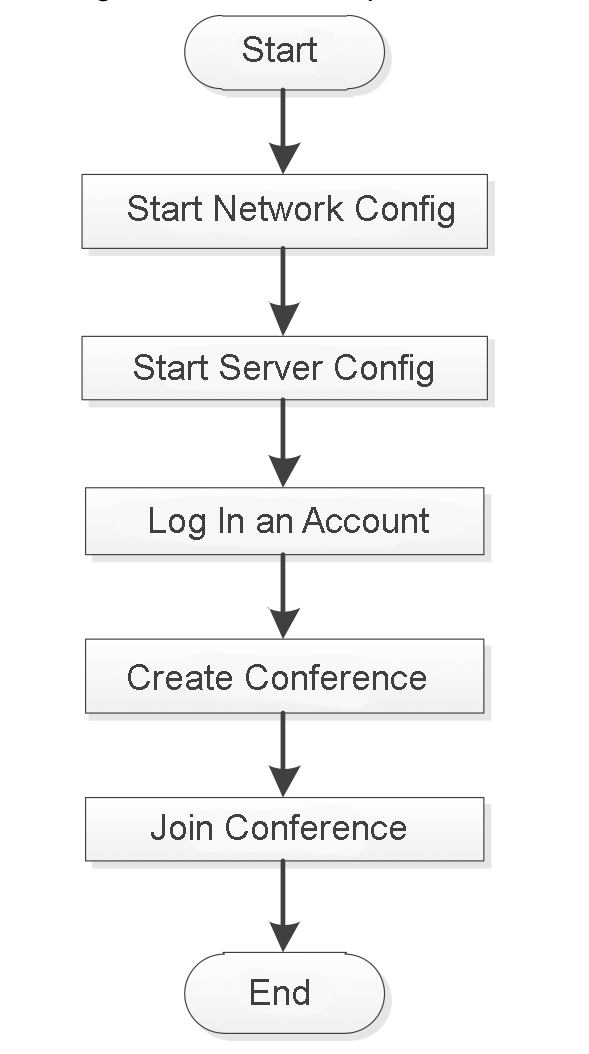 Start
Start Network Config
Start Server Config
Log In an Account
Create Conference
Join Conference
End